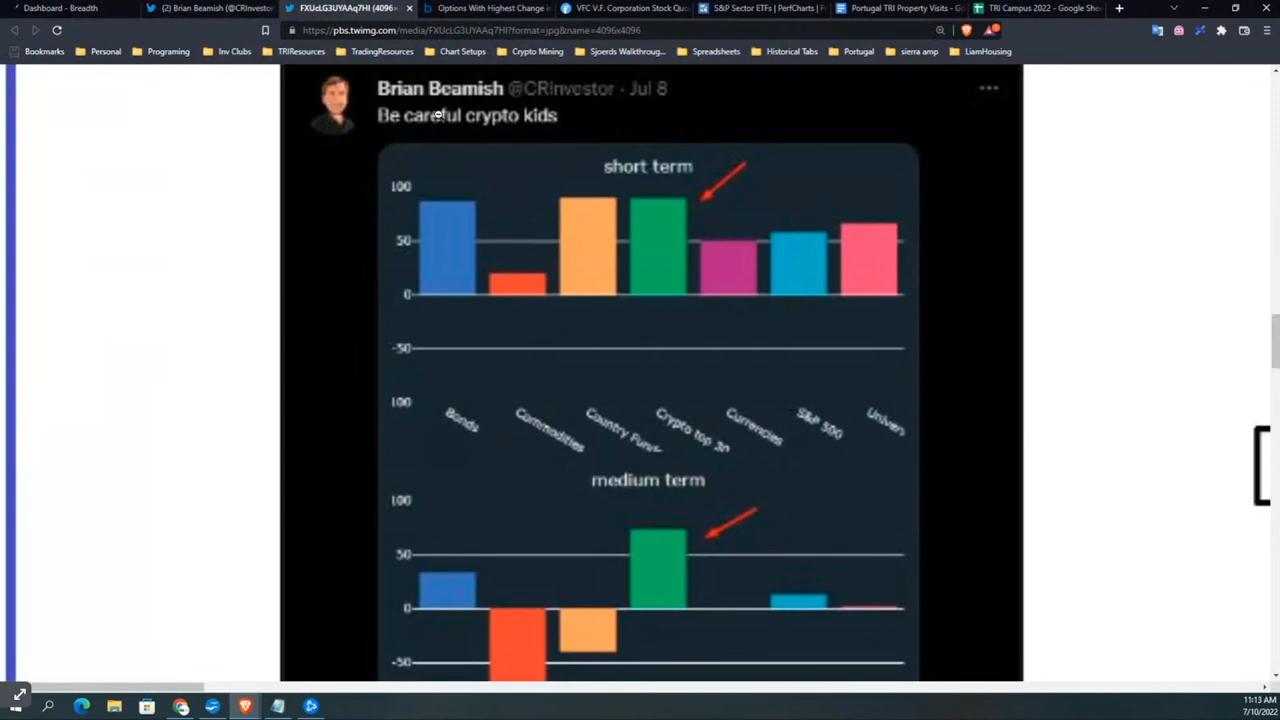 Dashboard - Breadth
(2) Brian Beamish (@CRInvestor
FXUcLG3UYAAq7HI (4096×
Options With Highest Change i
VFC V.F. Corporation Stock Quo
S&P Sector ETFs | PerfCharts | F
Portugal TRI Property Visits - Go
TRI Campus 2022 - Google Shee
https://pbs.twimg.com/media/FXUcLG3UYAAq7HI?format=jpg&name=4096x4096
Bookmarks
Personal
Programing
Inv Clubs
TRIResources
TradingResources
Chart Setups
Crypto Mining
Sjoerds Walkthroug...
Spreadsheets
Historical Tabs
Portugal
sierra amp
LiamHousing
Brian Beamish @CRInvestor · Jul 8
Be careful crypto kids
short term
100
50
0
-50
100
Bonds
Commodities
Country Funds
Crypto top 30
Currencies
S&P 500
Univers
medium term
100
50
0
-50
11:13 AM
7/10/2022